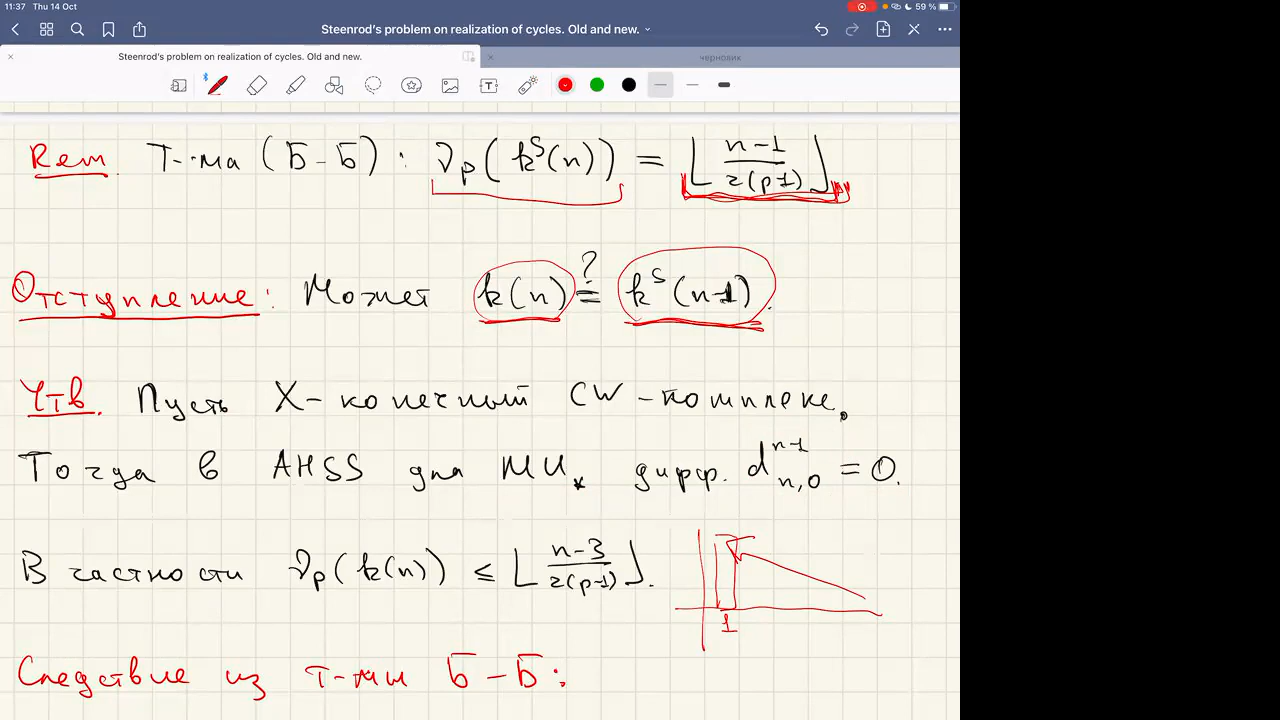 11:37 Thu 14 Oct
59 %
Steenrod's problem on realization of cycles. Old and new.
Steenrod's problem on realization of cycles. Old and new.
черновик
Rem. Т-ма (Б-Б): ν_p(k^S(n)) = ⌊(n-1)/(2(p-1))⌋
Отступление: Может k(n) ≟ k^S(n-1).
Утв. Пусть X - конечный CW-комплекс.
Тогда в AHSS для MU_* дифф. d^{n-1}_{n,0} = 0.
В частности ν_p(k(n)) ≤ ⌊(n-3)/(2(p-1))⌋.
1
Следствие из т-мы Б-Б: